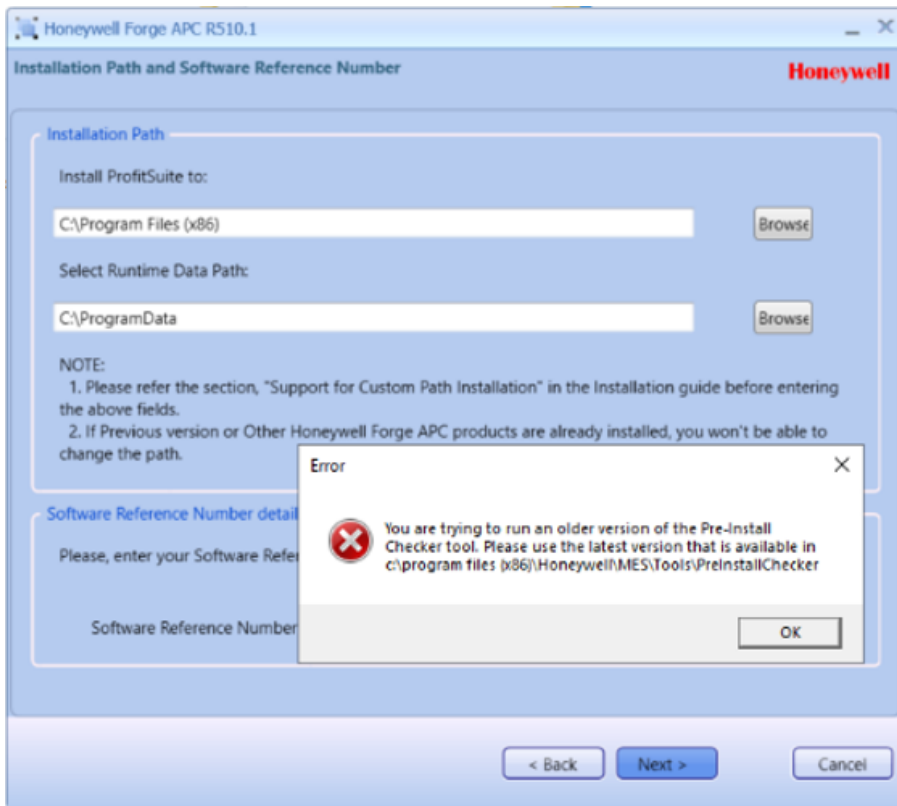 Honeywell Forge APC R510.1
Installation Path and Software Reference Number
Honeywell
Installation Path
Install ProfitSuite to:
C:\Program Files (x86)
Browse
Select Runtime Data Path:
C:\ProgramData
Browse
NOTE:
1. Please refer the section, "Support for Custom Path Installation" in the Installation guide before entering
the above fields.
2. If Previous version or Other Honeywell Forge APC products are already installed, you won't be able to
change the path.
Error
You are trying to run an older version of the Pre-Install
Checker tool. Please use the latest version that is available in
c:\program files (x86)\Honeywell\MES\Tools\PreInstallChecker
OK
Software Reference Number detail
Please, enter your Software Refe
Software Reference Number
< Back
Next >
Cancel